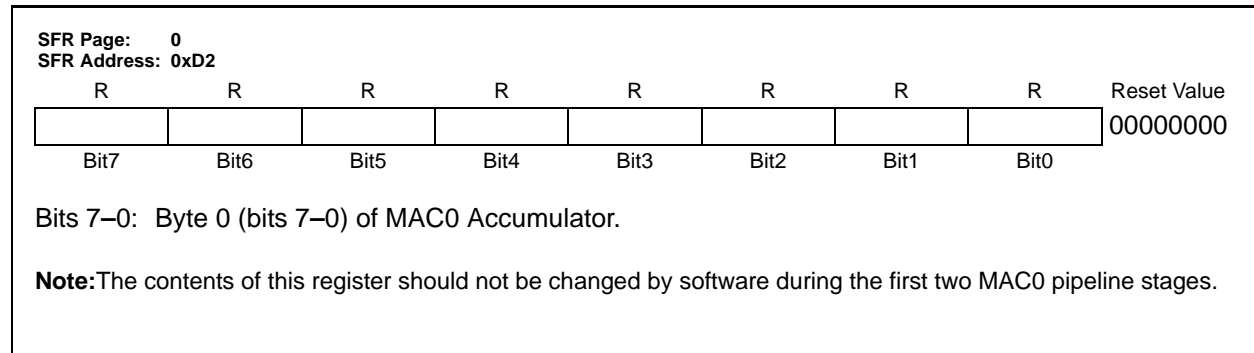 SFR Page: 0
SFR Address: 0xD2
R R R R R R R R Reset Value
00000000
Bit7 Bit6 Bit5 Bit4 Bit3 Bit2 Bit1 Bit0
Bits 7–0: Byte 0 (bits 7–0) of MAC0 Accumulator.
Note:The contents of this register should not be changed by software during the first two MAC0 pipeline stages.